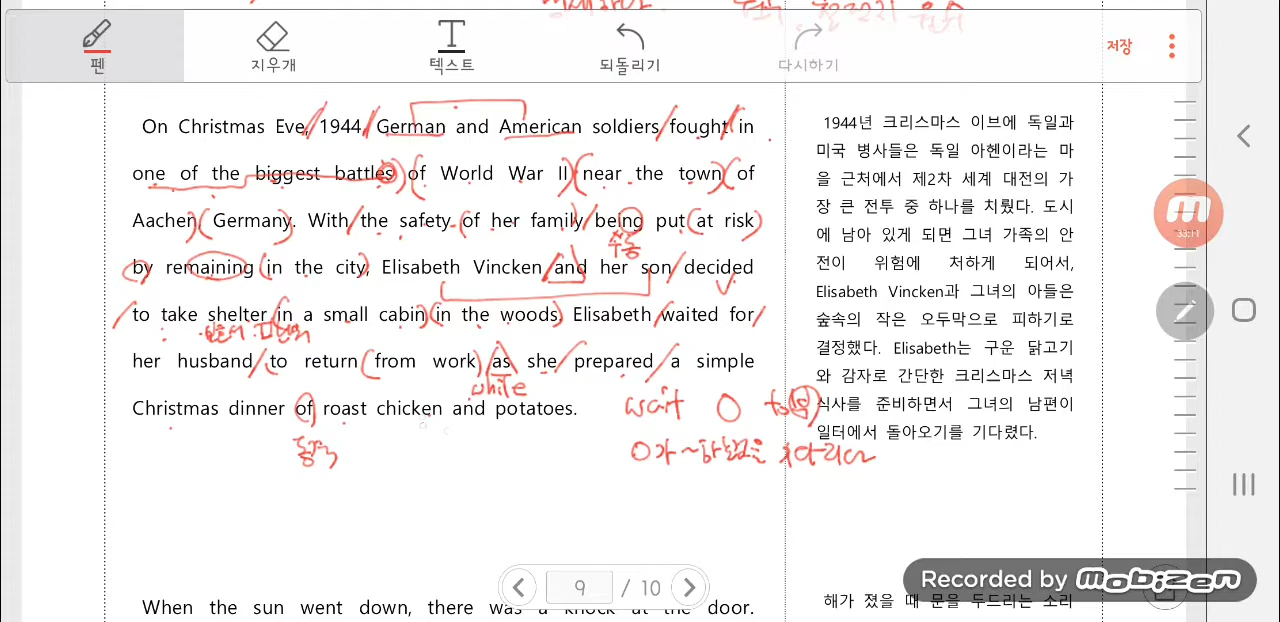 펜
지우개
텍스트
되돌리기
다시하기
저장
On Christmas Eve, 1944, German and American soldiers fought in
one of the biggest battles of World War II near the town of
Aachen, Germany. With the safety of her family being put at risk
수동
by remaining in the city, Elisabeth Vincken and her son decided
to take shelter in a small cabin in the woods. Elisabeth waited for
her husband to return from work as she prepared a simple
while
Christmas dinner of roast chicken and potatoes.
동격
wait O to
O가 ~하는것을 기다리다
When the sun went down, there was a knock at the door.
1944년 크리스마스 이브에 독일과
미국 병사들은 독일 아헨이라는 마
을 근처에서 제2차 세계 대전의 가
장 큰 전투 중 하나를 치뤘다. 도시
에 남아 있게 되면 그녀 가족의 안
전이 위험에 처하게 되어서,
Elisabeth Vincken과 그녀의 아들은
숲속의 작은 오두막으로 피하기로
결정했다. Elisabeth는 구운 닭고기
와 감자로 간단한 크리스마스 저녁
식사를 준비하면서 그녀의 남편이
일터에서 돌아오기를 기다렸다.
해가 졌을 때 문을 두드리는 소리
33:11
9 / 10
Recorded by mobizen